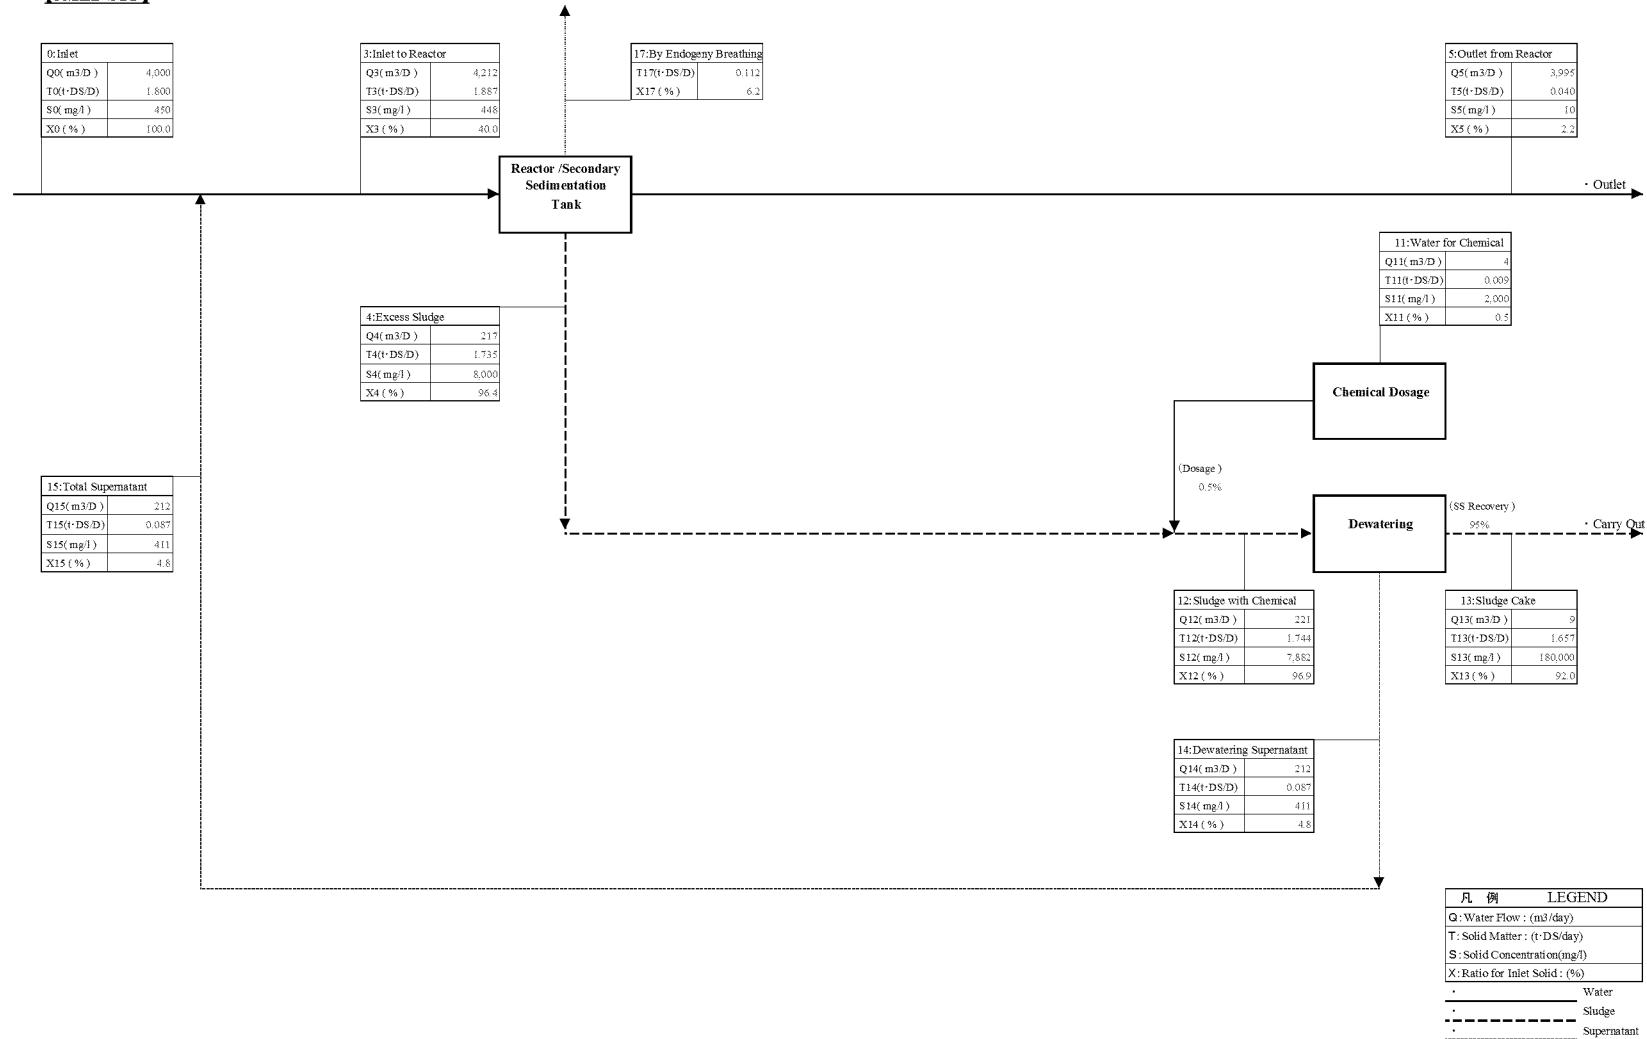 0:Inlet
Q0( m3/D ) 4,000
T0(t·DS/D) 1.800
S0( mg/l ) 450
X0 ( % ) 100.0
3:Inlet to Reactor
Q3( m3/D ) 4,212
T3(t·DS/D) 1.887
S3( mg/l ) 448
X3 ( % ) 40.0
17:By Endogeny Breathing
T17(t·DS/D) 0.112
X17 ( % ) 6.2
5:Outlet from Reactor
Q5( m3/D ) 3,995
T5(t·DS/D) 0.040
S5( mg/l ) 10
X5 ( % ) 2.2
Reactor /Secondary
Sedimentation
Tank
· Outlet
11:Water for Chemical
Q11( m3/D ) 4
T11(t·DS/D) 0.009
S11( mg/l ) 2,000
X11 ( % ) 0.5
4:Excess Sludge
Q4( m3/D ) 217
T4(t·DS/D) 1.735
S4( mg/l ) 8,000
X4 ( % ) 96.4
Chemical Dosage
(Dosage )
0.5%
15:Total Supernatant
Q15( m3/D ) 212
T15(t·DS/D) 0.087
S15( mg/l ) 411
X15 ( % ) 4.8
Dewatering
(SS Recovery )
95%
· Carry Out
12:Sludge with Chemical
Q12( m3/D ) 221
T12(t·DS/D) 1.744
S12( mg/l ) 7,882
X12 ( % ) 96.9
13:Sludge Cake
Q13( m3/D ) 9
T13(t·DS/D) 1.657
S13( mg/l ) 180,000
X13 ( % ) 92.0
14:Dewatering Supernatant
Q14( m3/D ) 212
T14(t·DS/D) 0.087
S14( mg/l ) 411
X14 ( % ) 4.8
凡 例 LEGEND
Q:Water Flow : (m3/day)
T:Solid Matter : (t·DS/day)
S:Solid Concentration(mg/l)
X:Ratio for Inlet Solid : (%)
· Water
· Sludge
· Supernatant